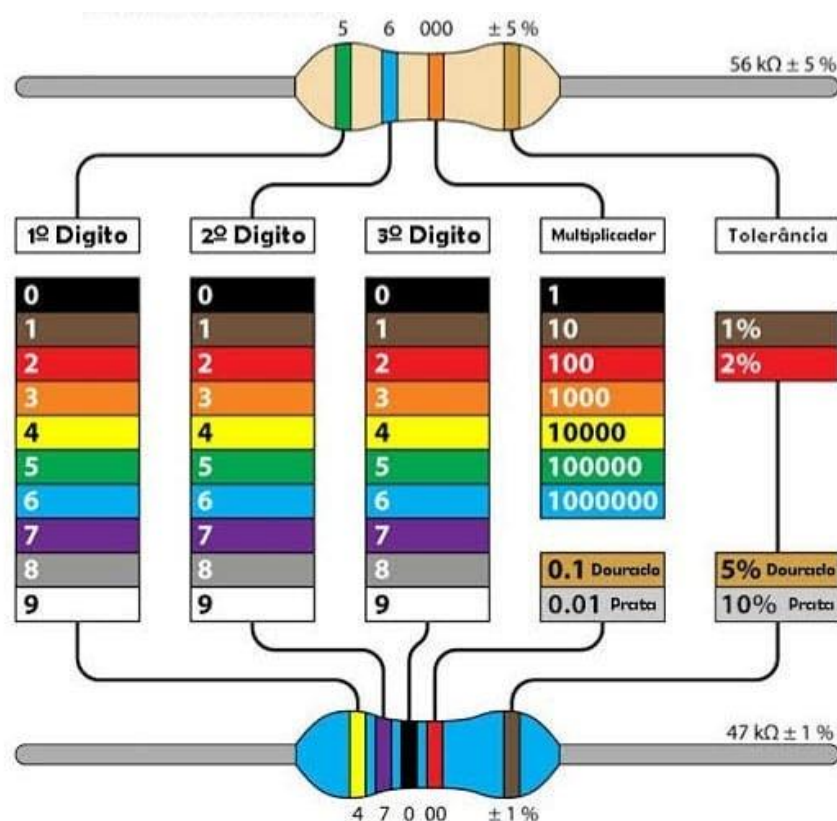 5 6 000 ± 5 %
56 kΩ ± 5 %
1º Digito 2º Digito 3º Digito Multiplicador Tolerância
0 0 0 1
1 1 1 10 1%
2 2 2 100 2%
3 3 3 1000
4 4 4 10000
5 5 5 100000
6 6 6 1000000
7 7 7
8 8 8 0.1 Dourado 5% Dourado
9 9 9 0.01 Prata 10% Prata
47 kΩ ± 1 %
4 7 0 00 ± 1 %